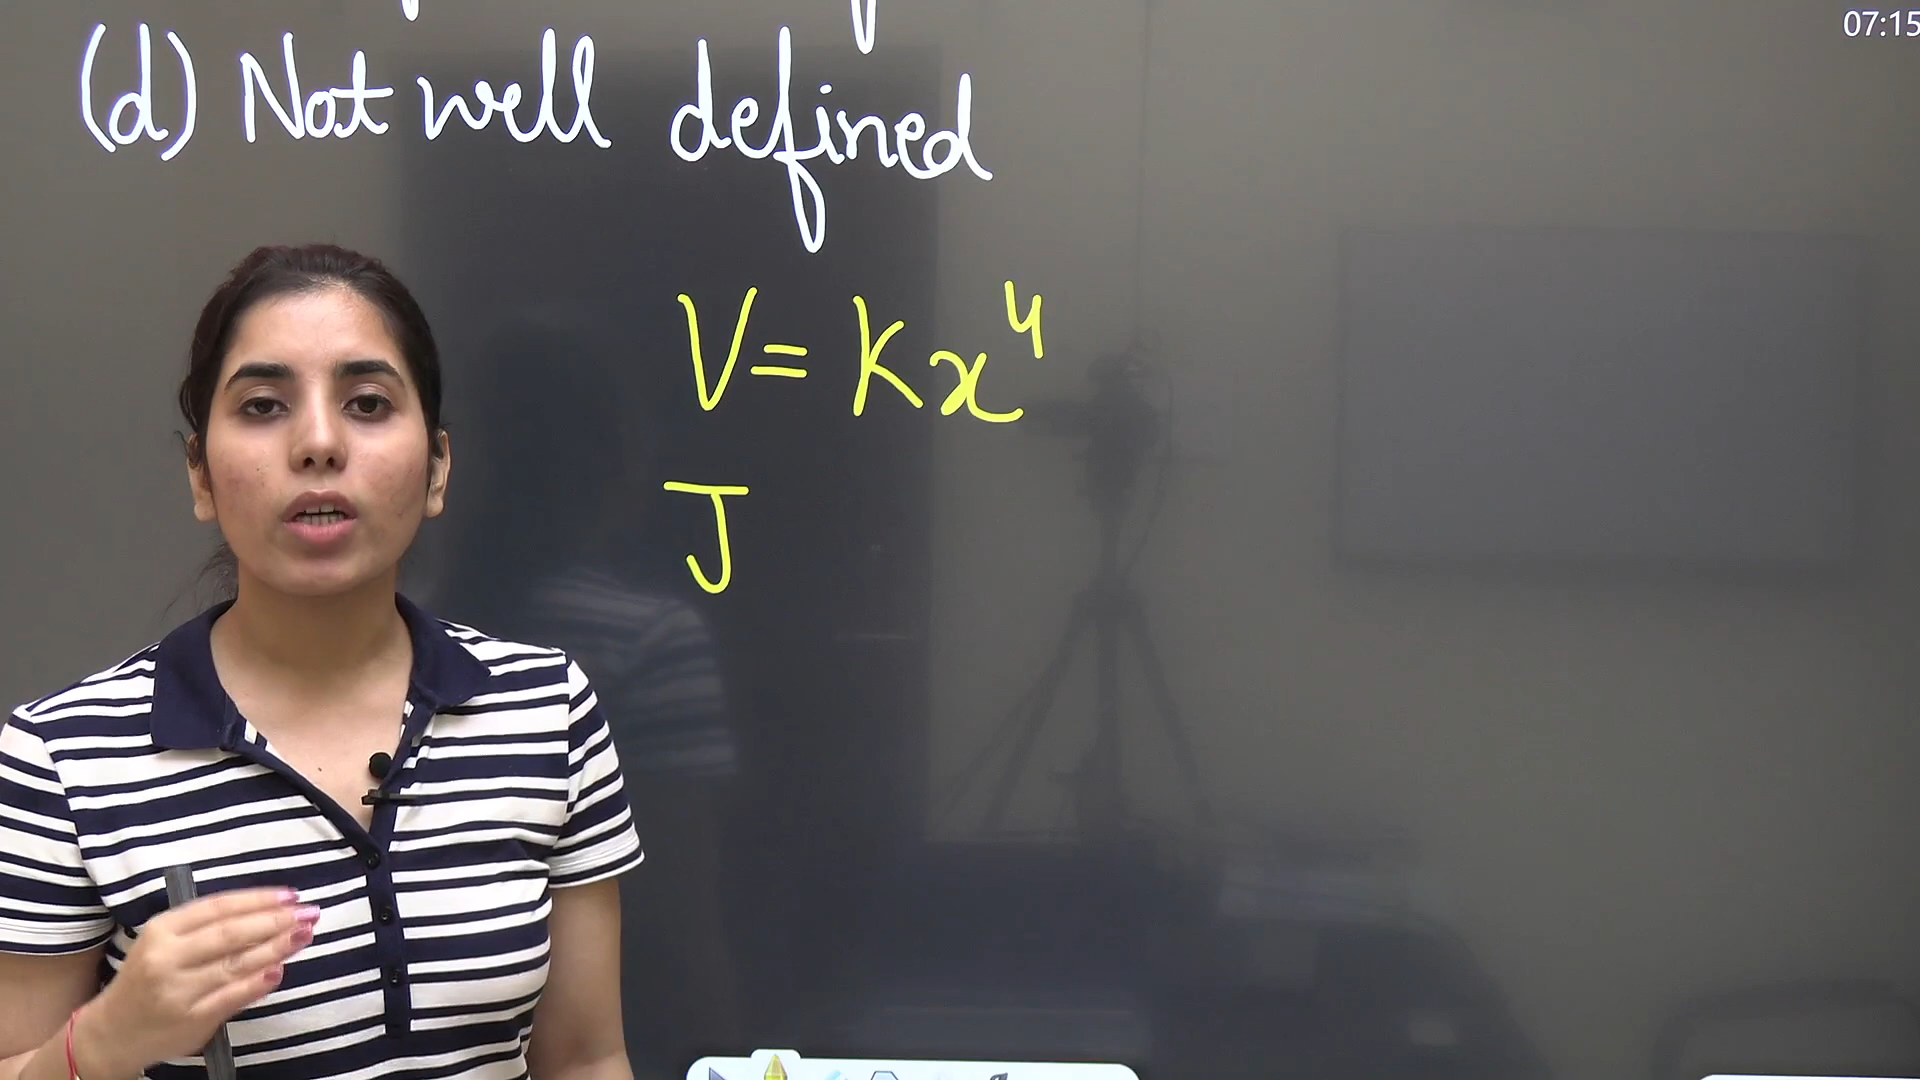 07:15
(d) Not well defined
V = Kx⁴
J